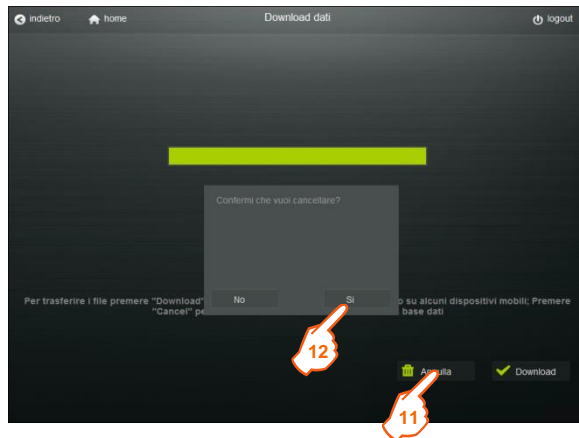 indietro home Download dati logout
Confermi che vuoi cancellare?
No Si
Per trasferire i file premere "Download" o su alcuni dispositivi mobili; Premere
"Cancel" pe base dati
12
Annulla Download
11